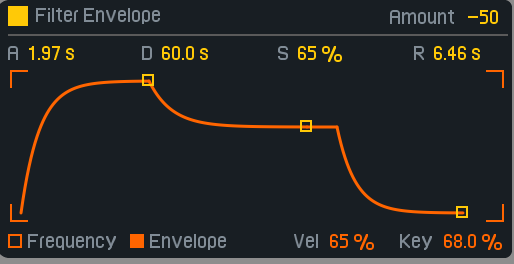 Filter Envelope Amount -50
A 1.97 s D 60.0 s S 65 % R 6.46 s
Frequency Envelope Vel 65 % Key 68.0 %